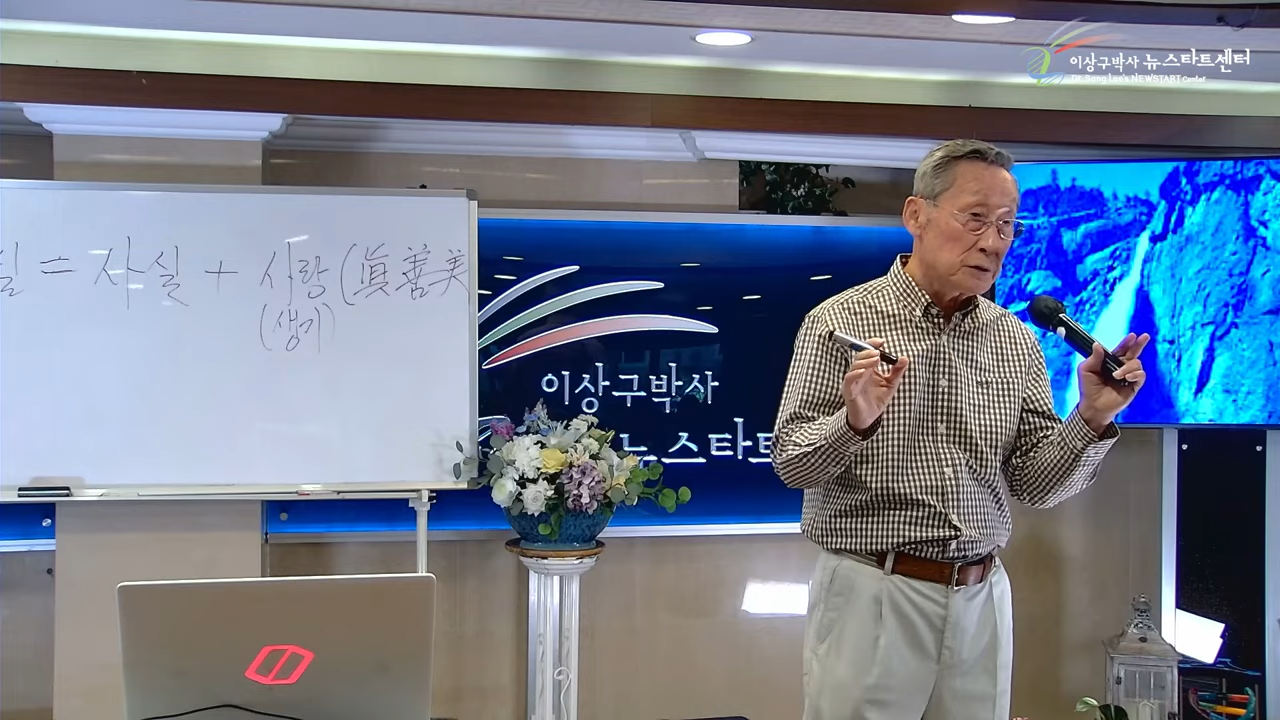 이상구박사 뉴스타트센터
Dr. Sang Lee's NEWSTART Center
= 사실 + 사랑 (眞善美
(생기)
이상구박사
뉴스타트